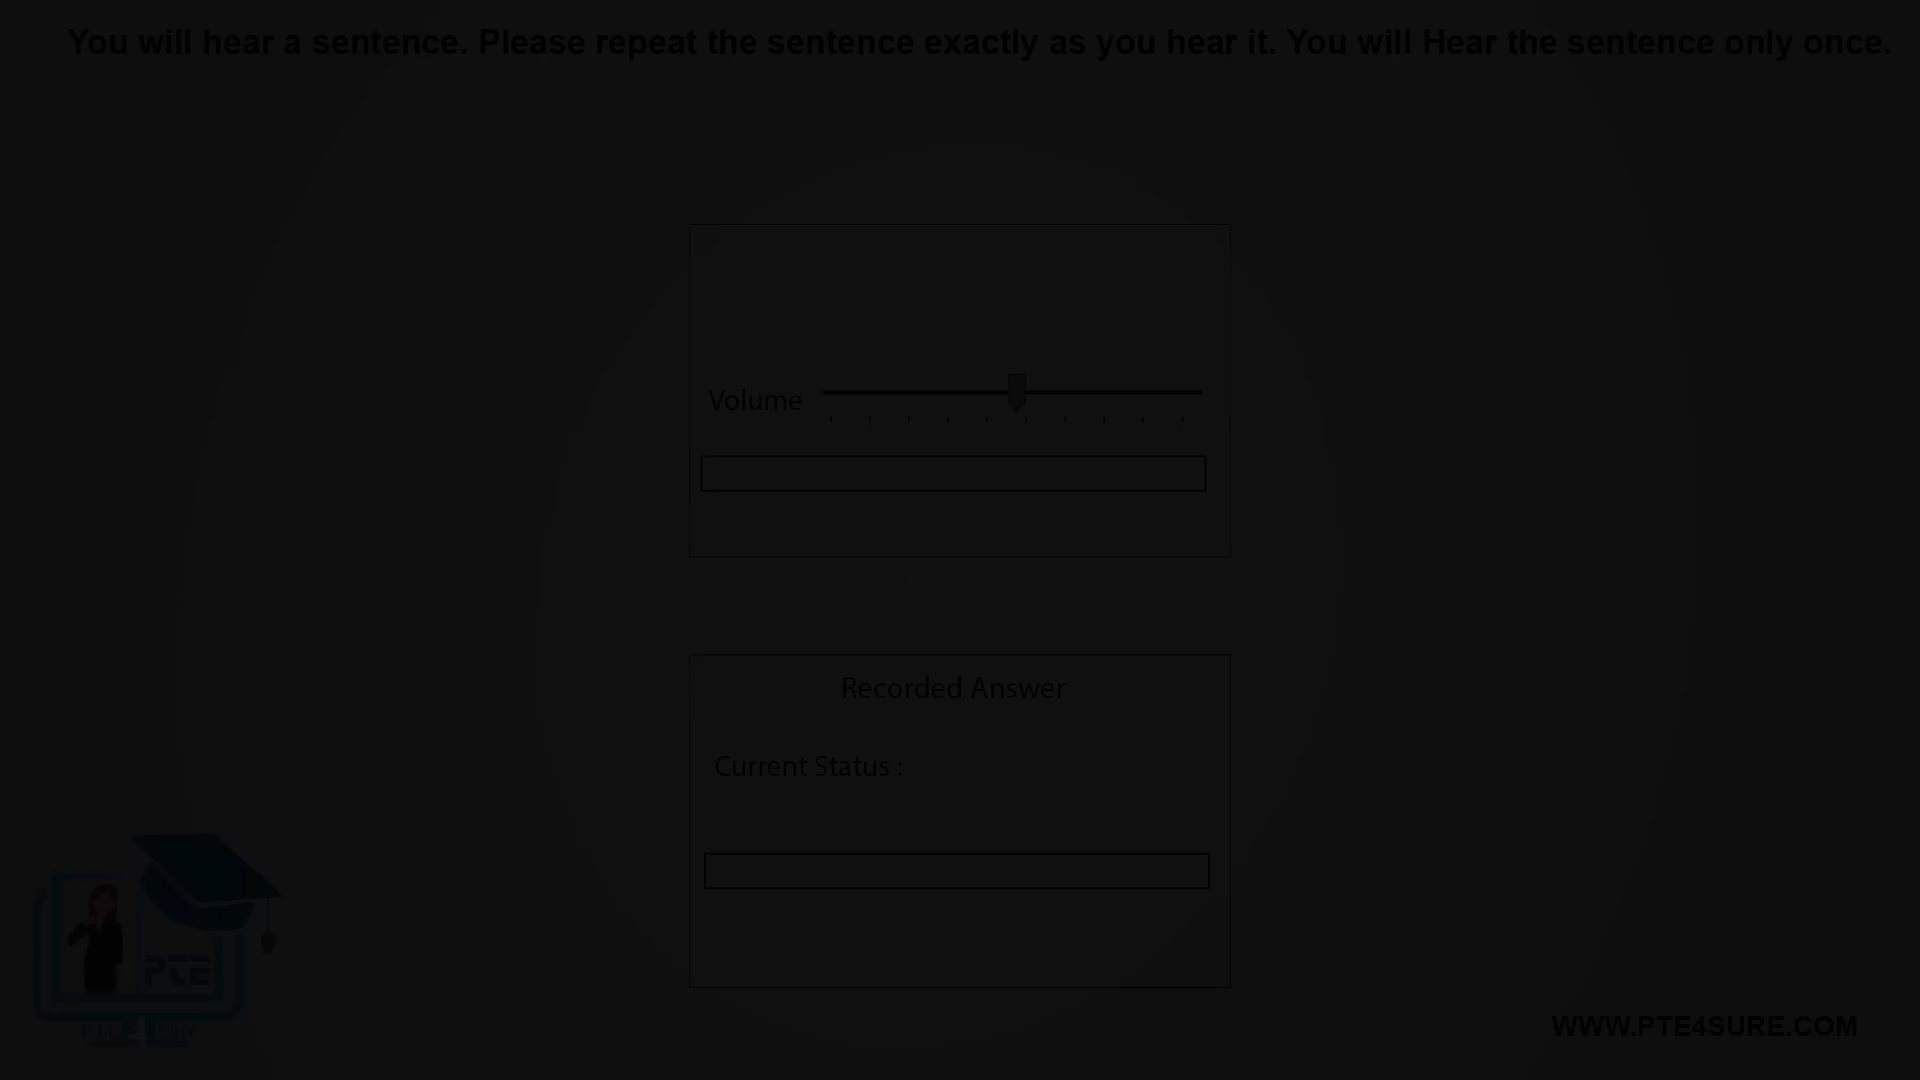 You will hear a sentence. Please repeat the sentence exactly as you hear it. You will Hear the sentence only once.
Volume
Recorded Answer
Current Status :
PTE
WWW.PTE4SURE.COM